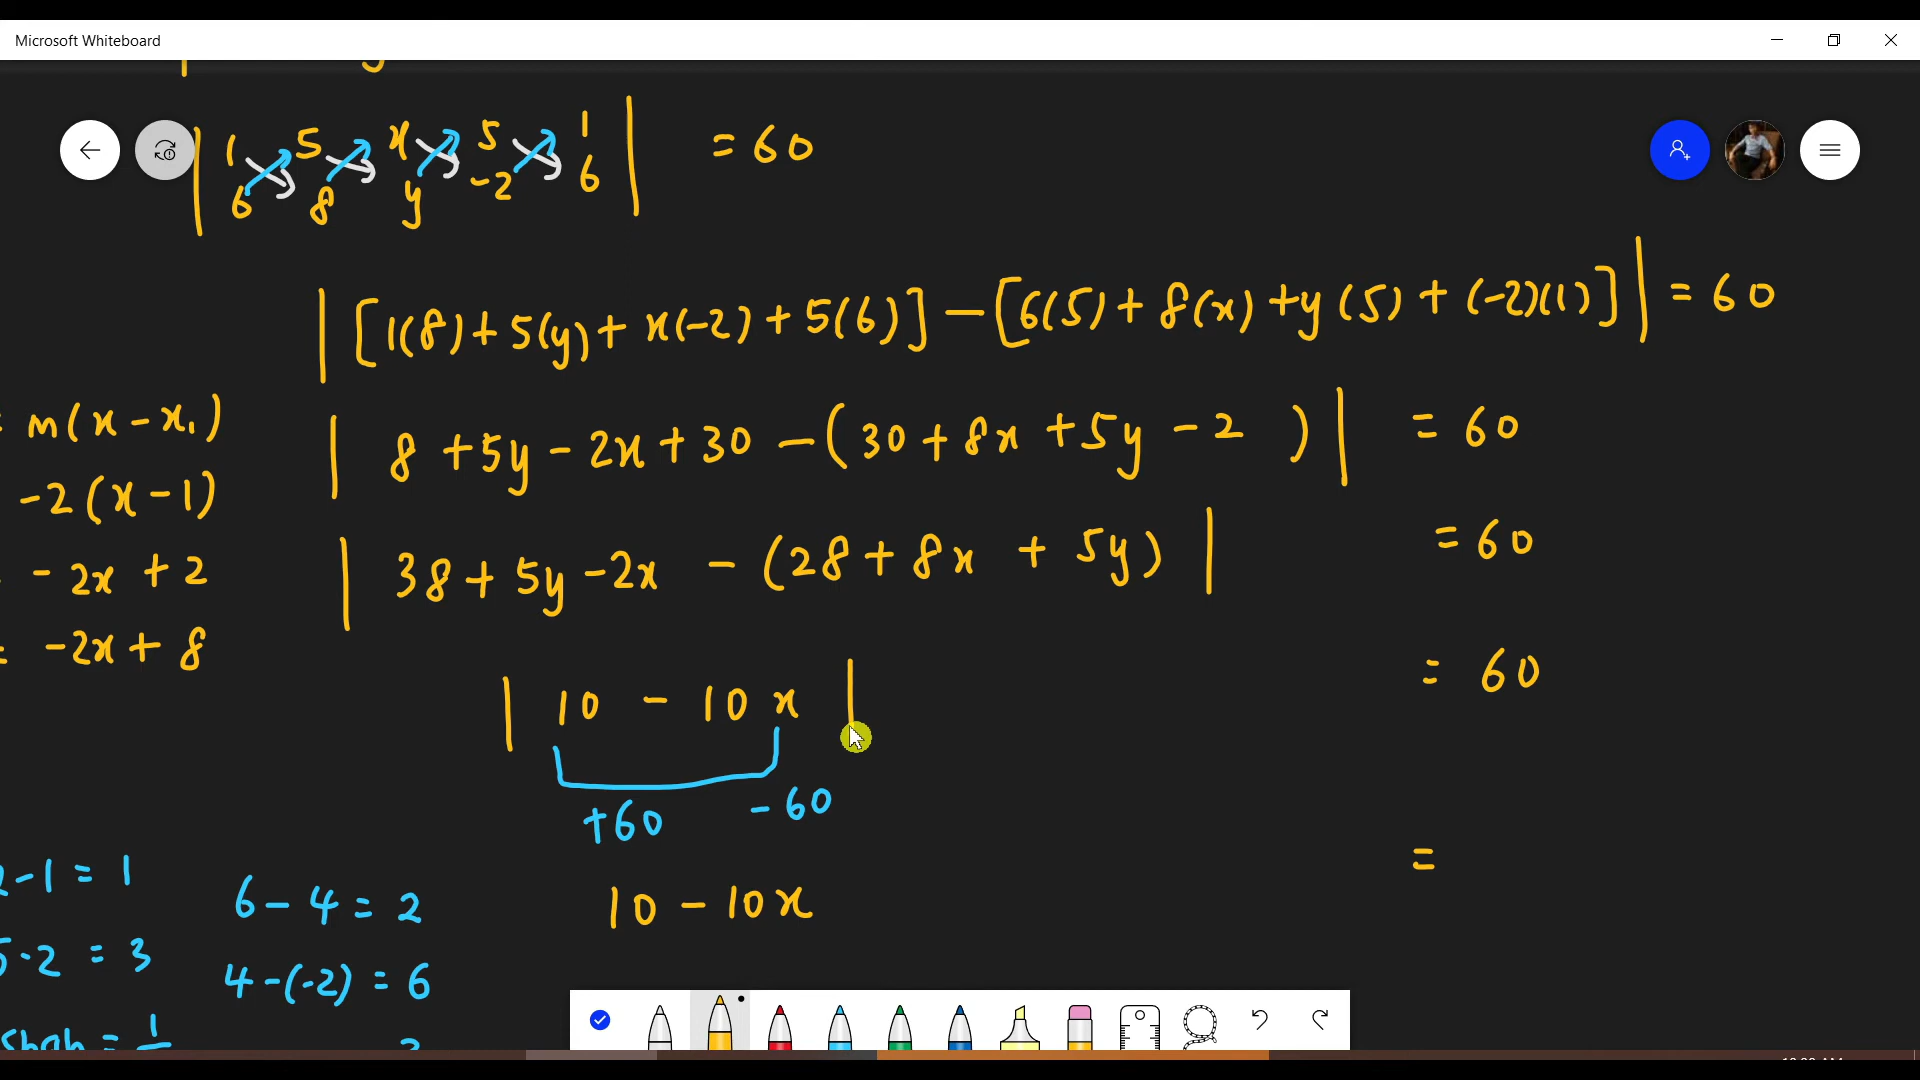 Microsoft Whiteboard
| 1 5 x 5 1 | = 60
6 8 y -2 6
| [1(8) + 5(y) + x(-2) + 5(6)] - [6(5) + 8(x) + y(5) + (-2)(1)] | = 60
= m(x - x₁)
| 8 + 5y - 2x + 30 - (30 + 8x + 5y - 2 ) | = 60
-2(x - 1)
| 38 + 5y - 2x - (28 + 8x + 5y) | = 60
- 2x + 2
= -2x + 8
| 10 - 10x | = 60
+60 -60
2 - 1 = 1
6 - 4 = 2
10 - 10x =
5 - 2 = 3
4 - (-2) = 6